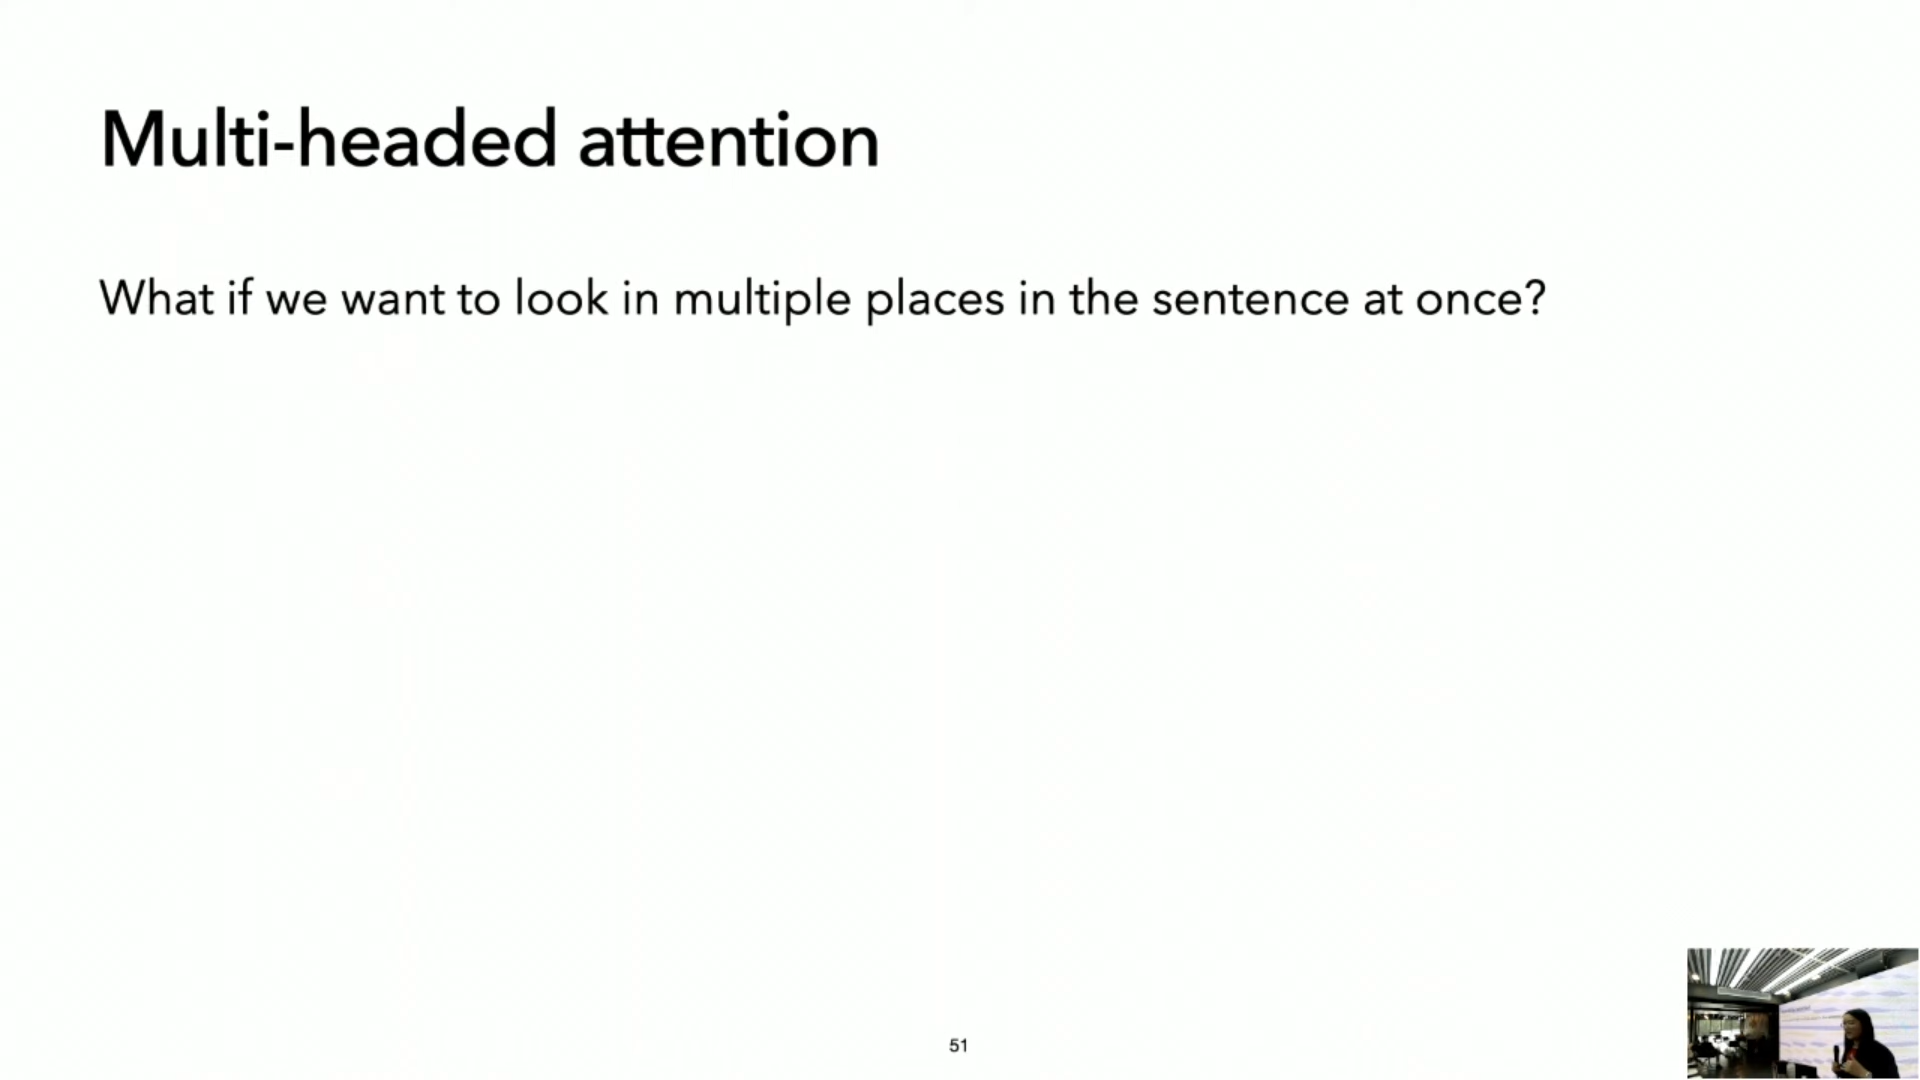 Multi-headed attention
What if we want to look in multiple places in the sentence at once?
51